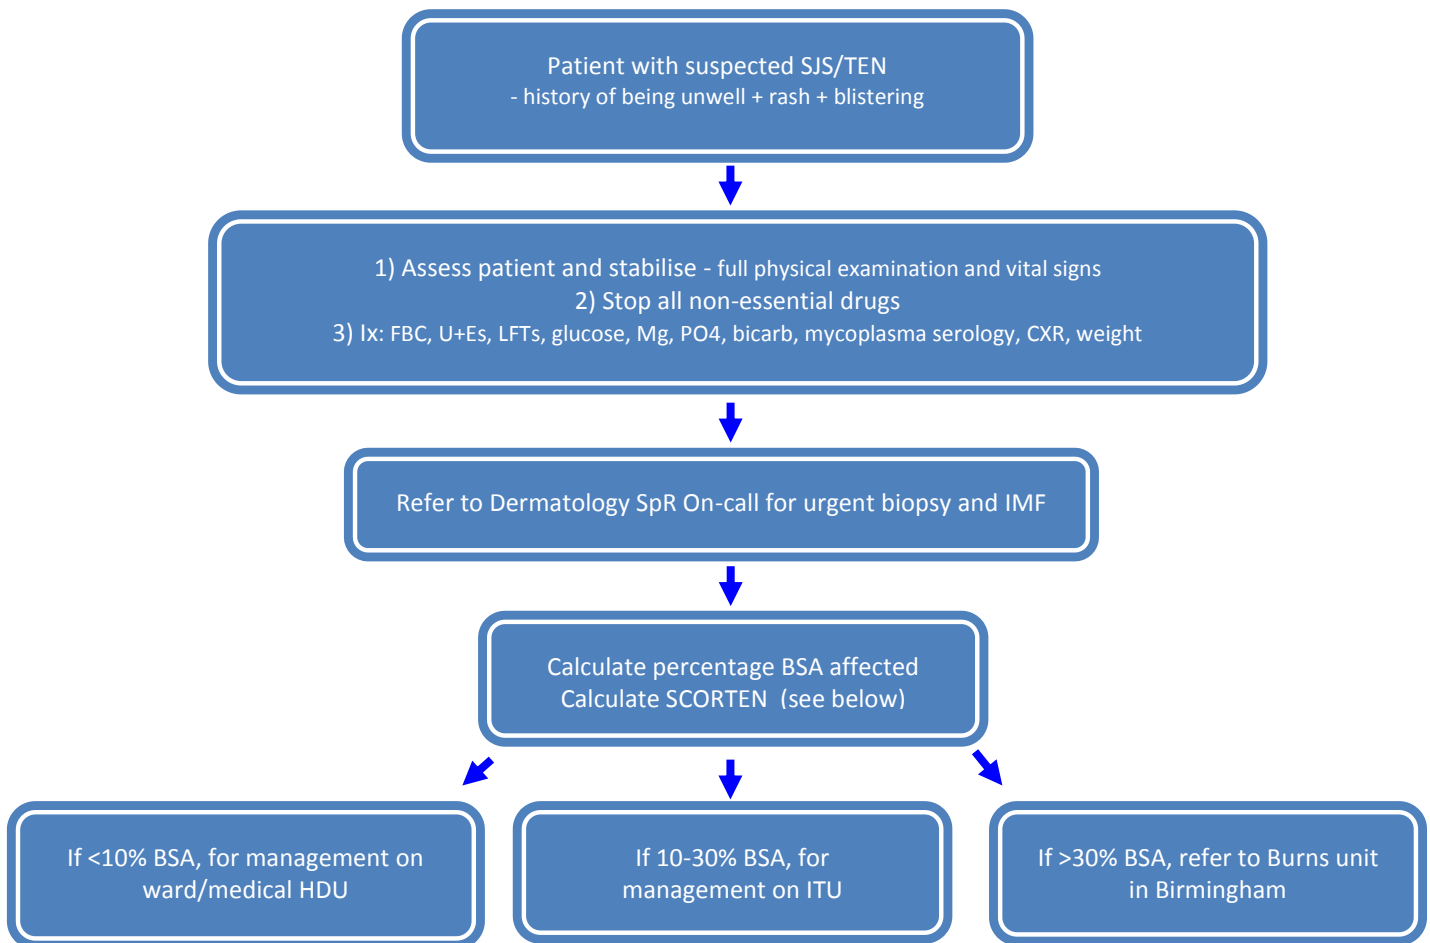 Patient with suspected SJS/TEN
- history of being unwell + rash + blistering
1) Assess patient and stabilise - full physical examination and vital signs
2) Stop all non-essential drugs
3) Ix: FBC, U+Es, LFTs, glucose, Mg, PO4, bicarb, mycoplasma serology, CXR, weight
Refer to Dermatology SpR On-call for urgent biopsy and IMF
Calculate percentage BSA affected
Calculate SCORTEN  (see below)
If <10% BSA, for management on
ward/medical HDU
If 10-30% BSA, for
management on ITU
If >30% BSA, refer to Burns unit
in Birmingham